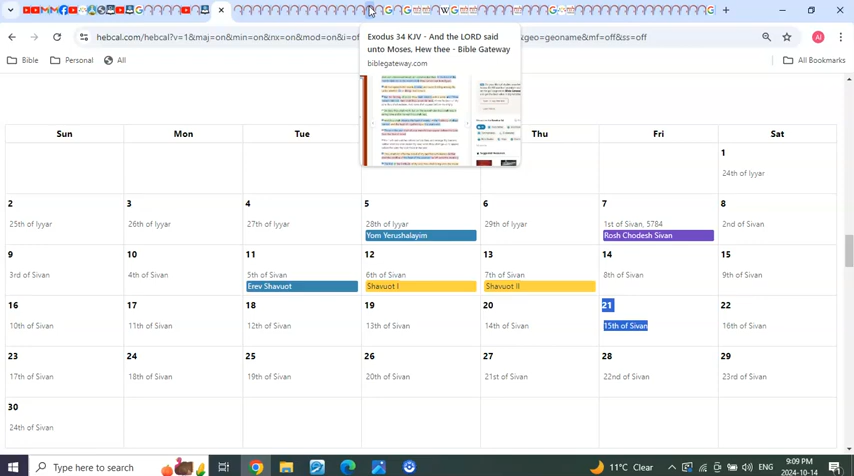 hebcal.com/hebcal?v=1&maj=on&min=on&nx=on&mod=on&i=of
&geo=geoname&mf=off&ss=off
AI
Bible
Personal
All
All Bookmarks
Exodus 34 KJV - And the LORD said
unto Moses, Hew thee - Bible Gateway
biblegateway.com
Sun Mon Tue Thu Fri Sat
1
24th of Iyyar
2 3 4 5 6 7 8
25th of Iyyar 26th of Iyyar 27th of Iyyar 28th of Iyyar 29th of Iyyar 1st of Sivan, 5784 2nd of Sivan
Yom Yerushalayim Rosh Chodesh Sivan
9 10 11 12 13 14 15
3rd of Sivan 4th of Sivan 5th of Sivan 6th of Sivan 7th of Sivan 8th of Sivan 9th of Sivan
Erev Shavuot Shavuot I Shavuot II
16 17 18 19 20 21 22
10th of Sivan 11th of Sivan 12th of Sivan 13th of Sivan 14th of Sivan 15th of Sivan 16th of Sivan
23 24 25 26 27 28 29
17th of Sivan 18th of Sivan 19th of Sivan 20th of Sivan 21st of Sivan 22nd of Sivan 23rd of Sivan
30
24th of Sivan
Type here to search
11°C Clear
ENG
9:09 PM
2024-10-14